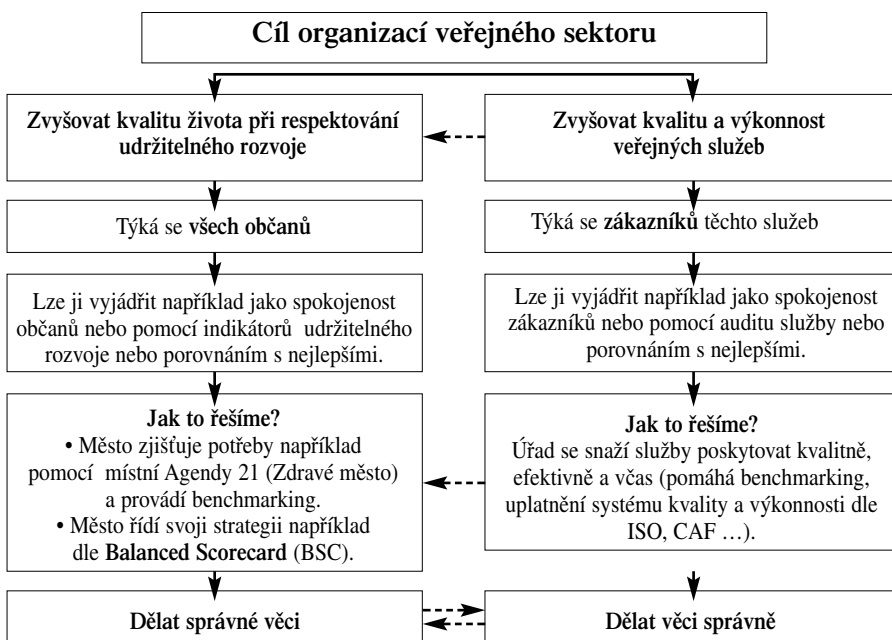 Cíl organizací veřejného sektoru
Zvyšovat kvalitu života při respektování
udržitelného rozvoje
Zvyšovat kvalitu a výkonnost
veřejných služeb
Týká se všech občanů
Týká se zákazníků těchto služeb
Lze ji vyjádřit například jako spokojenost
občanů nebo pomocí indikátorů udržitelného
rozvoje nebo porovnáním s nejlepšími.
Lze ji vyjádřit například jako spokojenost
zákazníků nebo pomocí auditu služby nebo
porovnáním s nejlepšími.
Jak to řešíme?
• Město zjišťuje potřeby například
pomocí místní Agendy 21 (Zdravé město)
a provádí benchmarking.
• Město řídí svoji strategii například
dle Balanced Scorecard (BSC).
Jak to řešíme?
Úřad se snaží služby poskytovat kvalitně,
efektivně a včas (pomáhá benchmarking,
uplatnění systému kvality a výkonnosti dle
ISO, CAF …).
Dělat správné věci
Dělat věci správně